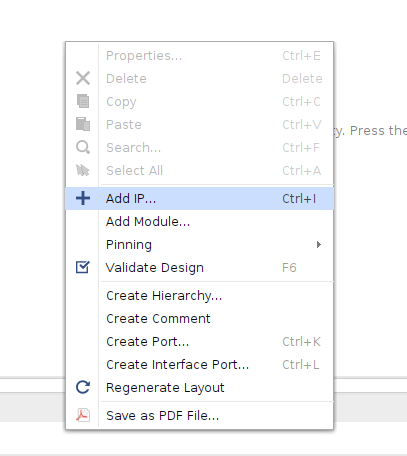 Properties... Ctrl+E
Delete Delete
Copy Ctrl+C
Paste Ctrl+V
Search... Ctrl+F
Select All Ctrl+A
Add IP... Ctrl+I
Add Module...
Pinning
Validate Design F6
Create Hierarchy...
Create Comment
Create Port... Ctrl+K
Create Interface Port... Ctrl+L
Regenerate Layout
Save as PDF File...
y. Press the